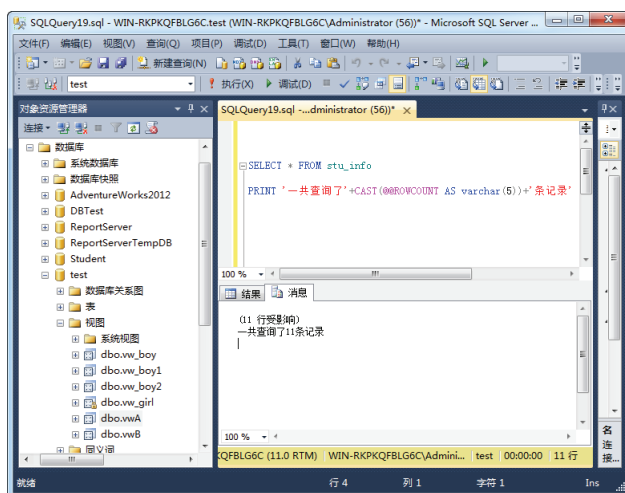 SQLQuery19.sql - WIN-RKPKQFBLG6C.test (WIN-RKPKQFBLG6C\Administrator (56))* - Microsoft SQL Server ...
文件(F) 编辑(E) 视图(V) 查询(Q) 项目(P) 调试(D) 工具(T) 窗口(W) 帮助(H)
新建查询(N)
test
执行(X) 调试(D)
对象资源管理器
连接
数据库
系统数据库
数据库快照
AdventureWorks2012
DBTest
ReportServer
ReportServerTempDB
Student
test
数据库关系图
表
视图
系统视图
dbo.vw_boy
dbo.vw_boy1
dbo.vw_boy2
dbo.vw_girl
dbo.vwA
dbo.vwB
同义词
SQLQuery19.sql -...dministrator (56))*
SELECT * FROM stu_info
PRINT '一共查询了'+CAST(@@ROWCOUNT AS varchar(5))+'条记录'
100 %
结果 消息
(11 行受影响)
一共查询了11条记录
100 %
KQFBLG6C (11.0 RTM) WIN-RKPKQFBLG6C\Admini... test 00:00:00 11 行
名
连
接...
就绪 行 4 列 1 字符 1 Ins